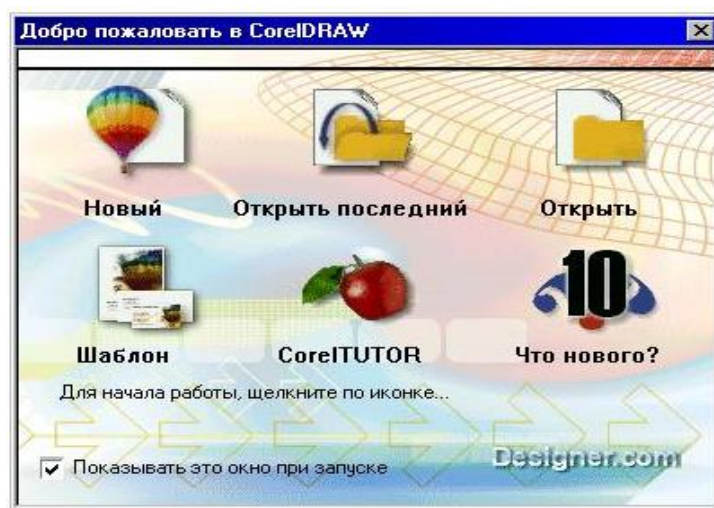 Добро пожаловать в CorelDRAW
Новый
Открыть последний
Открыть
10
Шаблон
CorelTUTOR
Что нового?
Для начала работы, щелкните по иконке...
Designer.com
Показывать это окно при запуске